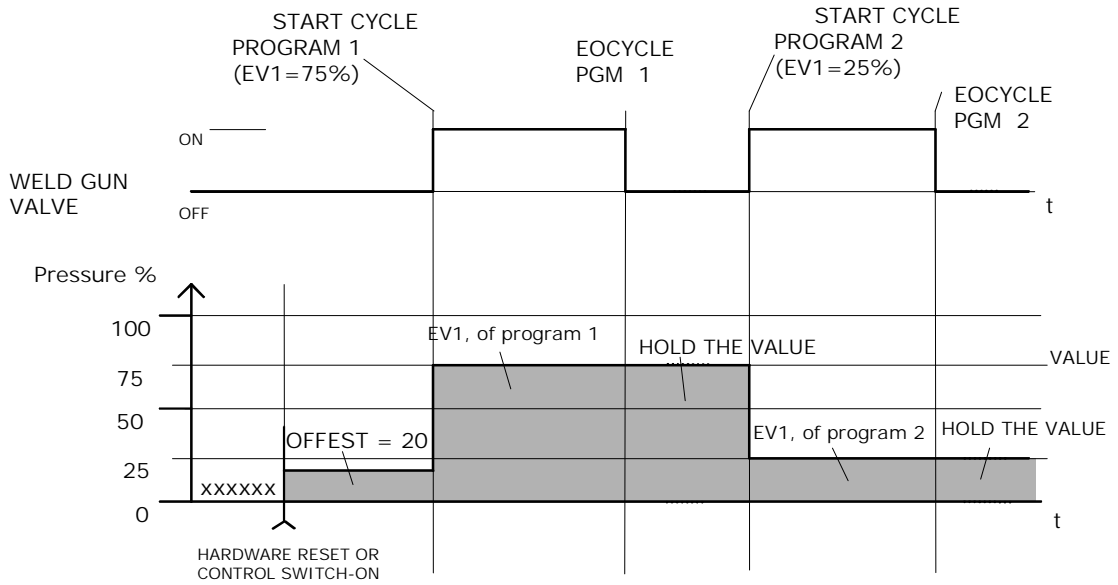 START CYCLE
PROGRAM 1
(EV1=75%)
EOCYCLE
PGM 1
START CYCLE
PROGRAM 2
(EV1=25%)
EOCYCLE
PGM 2
ON
WELD GUN
VALVE
OFF
t
Pressure %
100
EV1, of program 1
HOLD THE VALUE
VALUE
75
50
OFFEST = 20
EV1, of program 2
HOLD THE VALUE
25
xxxxxx
0
t
HARDWARE RESET OR
CONTROL SWITCH-ON